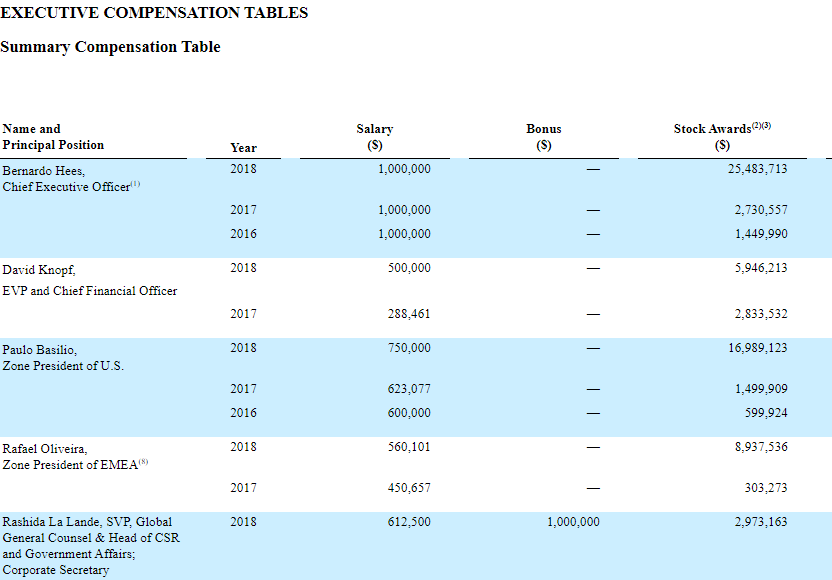 EXECUTIVE COMPENSATION TABLES
Summary Compensation Table
Name and Principal Position Year Salary ($) Bonus ($) Stock Awards(2)(3) ($)
Bernardo Hees, 2018 1,000,000 — 25,483,713
Chief Executive Officer(1)
2017 1,000,000 — 2,730,557
2016 1,000,000 — 1,449,990
David Knopf, 2018 500,000 — 5,946,213
EVP and Chief Financial Officer
2017 288,461 — 2,833,532
Paulo Basilio, 2018 750,000 — 16,989,123
Zone President of U.S.
2017 623,077 — 1,499,909
2016 600,000 — 599,924
Rafael Oliveira, 2018 560,101 — 8,937,536
Zone President of EMEA(8)
2017 450,657 — 303,273
Rashida La Lande, SVP, Global 2018 612,500 1,000,000 2,973,163
General Counsel & Head of CSR
and Government Affairs;
Corporate Secretary